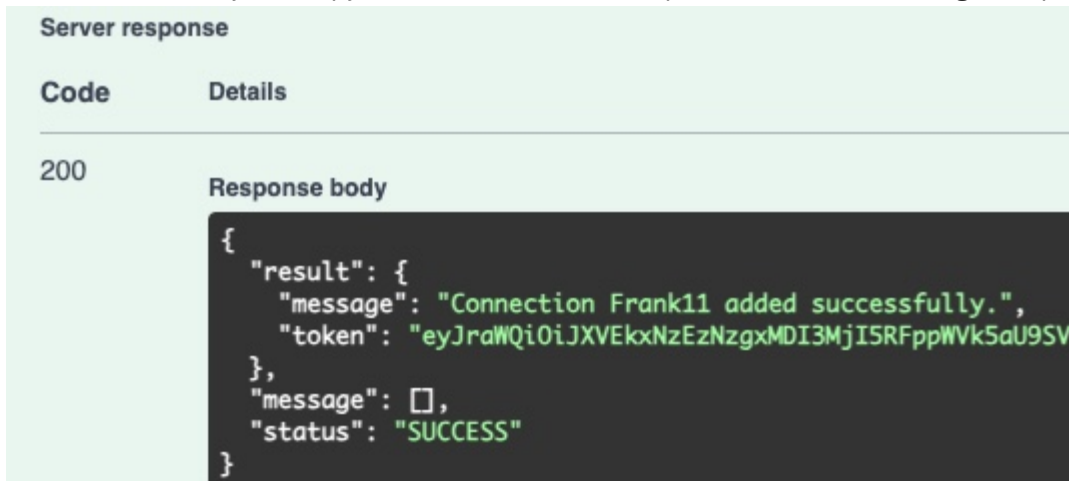 Server response
Code Details
200
Response body
{
"result": {
"message": "Connection Frank11 added successfully.",
"token": "eyJraWQiOiJXVEkxNzEzNzgxMDI3MjI5RFppWVk5aU9SV
},
"message": [],
"status": "SUCCESS"
}